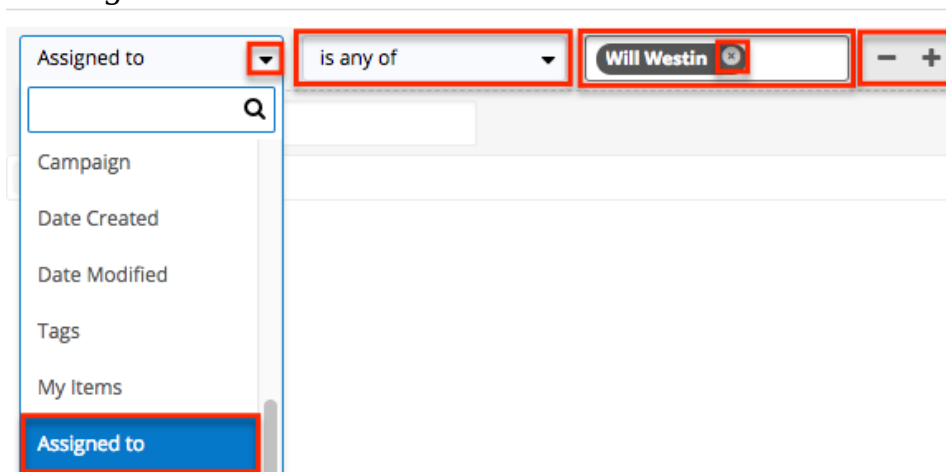 Assigned to is any of Will Westin − +
Campaign
Date Created
Date Modified
Tags
My Items
Assigned to